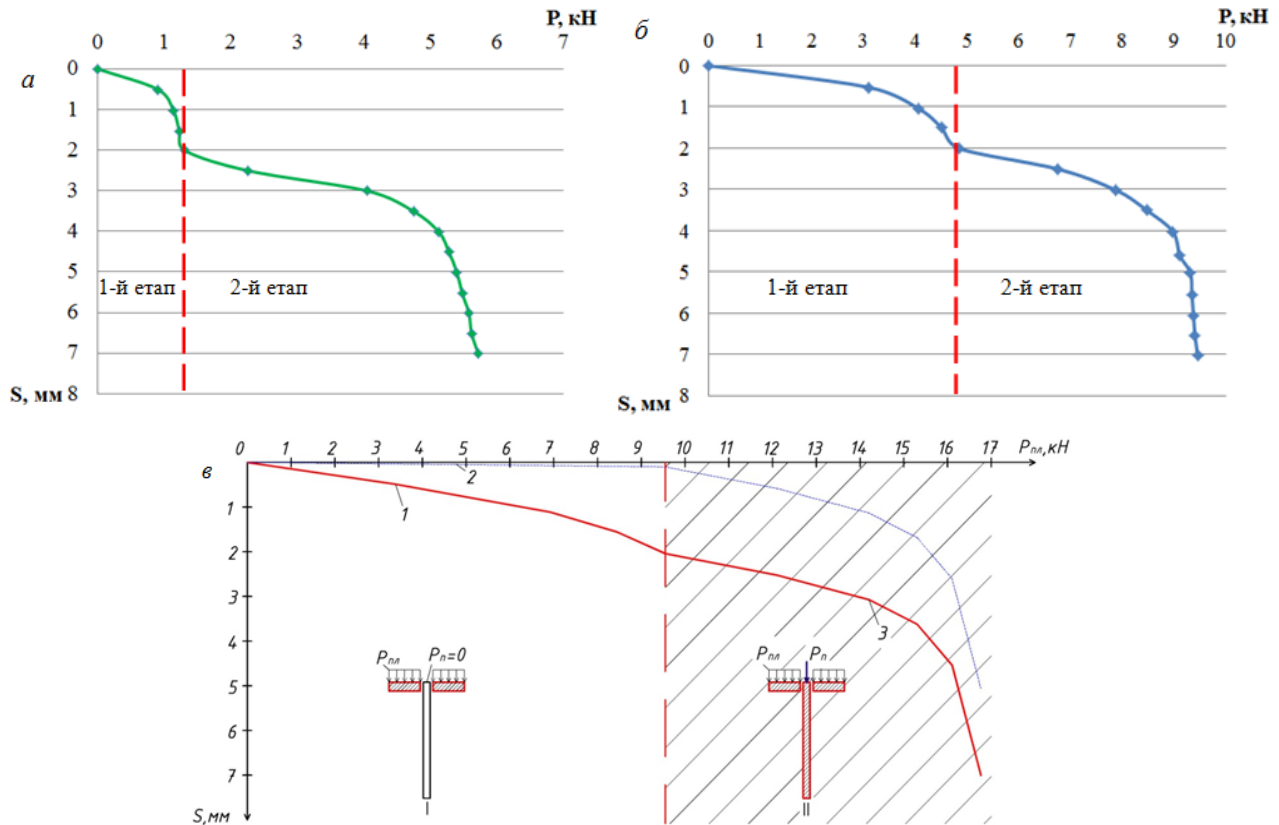 P, кН
0 1 2 3 4 5 6 7
а
0
1
2
3
4
5
6
7
8
1-й етап
2-й етап
S, мм
P, кН
0 1 2 3 4 5 6 7 8 9 10
б
0
1
2
3
4
5
6
7
8
1-й етап
2-й етап
S, мм
0 1 2 3 4 5 6 7 8 9 10 11 12 13 14 15 16 17 Pпл,кН
в
2
1
3
1
2
3
4
5
6
7
S,мм
Pпл Pп=0
I
Pпл Pп
II